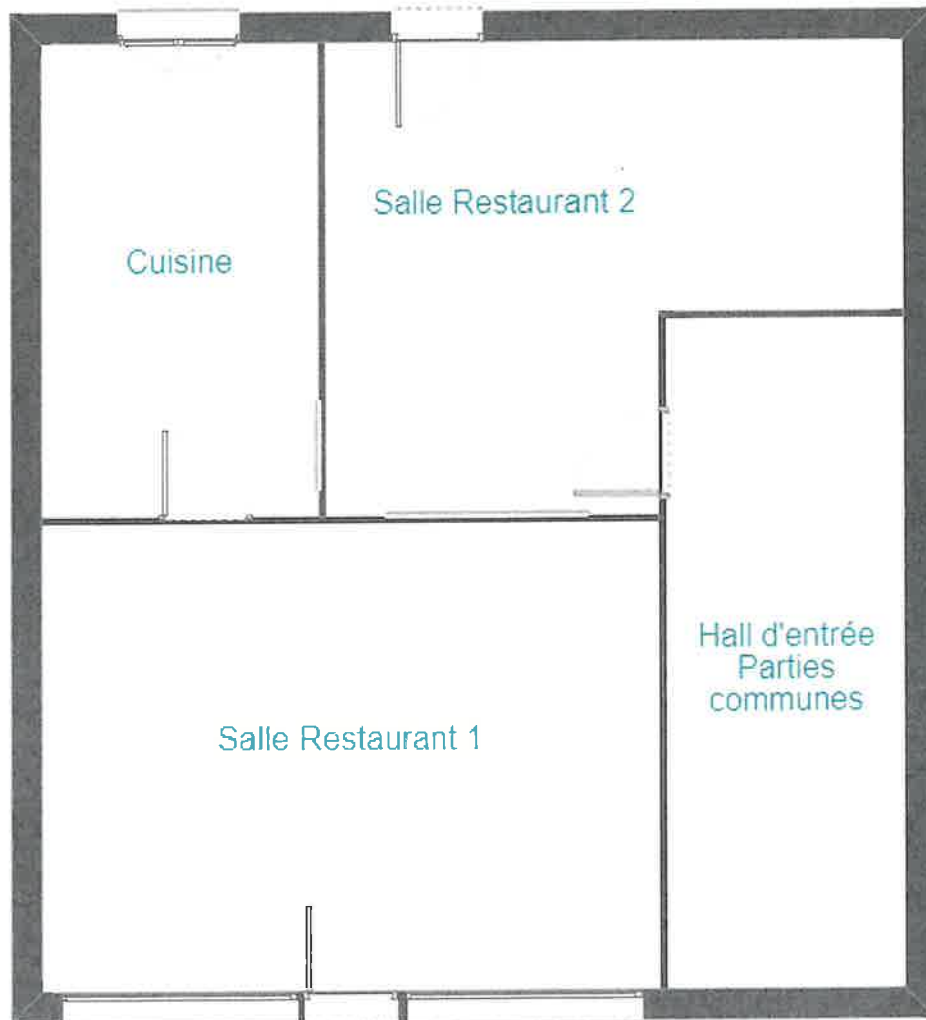 Salle Restaurant 2
Cuisine
Hall d'entrée
Parties
communes
Salle Restaurant 1